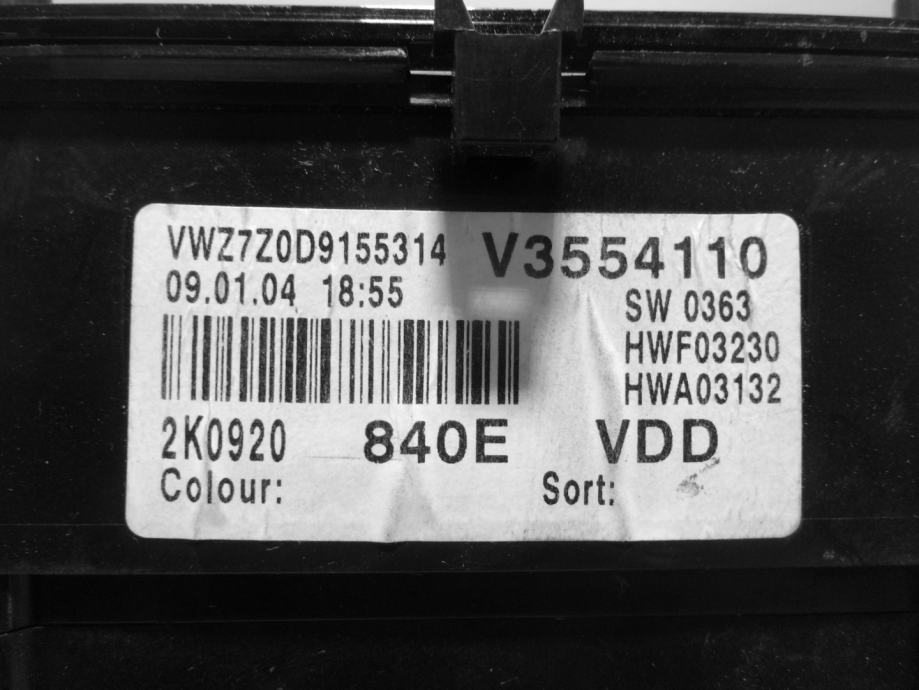 VWZ7Z0D9155314 V3554110
09.01.04 18:55 SW 0363
HWF03230
HWA03132
2K0920 840E VDD
Colour: Sort: